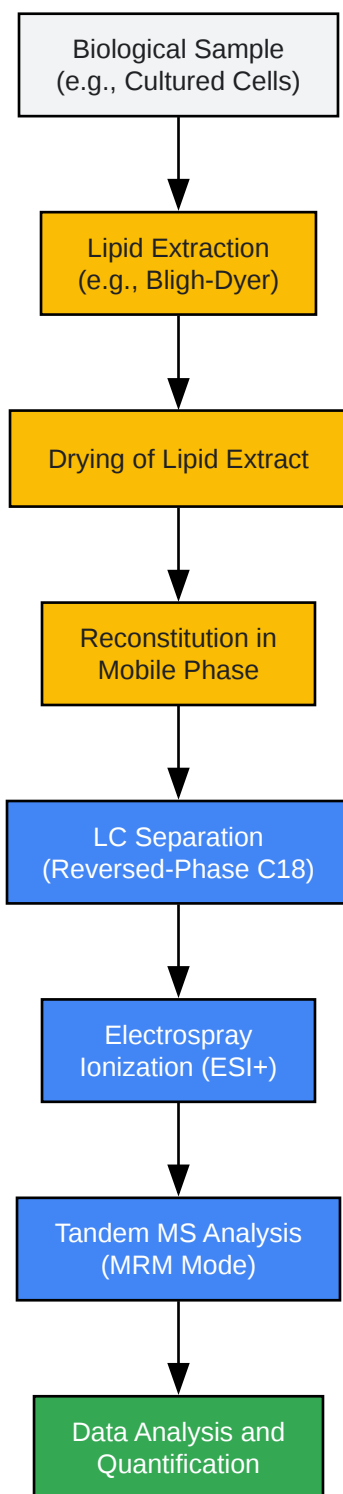 Biological Sample
(e.g., Cultured Cells)
Lipid Extraction
(e.g., Bligh-Dyer)
Drying of Lipid Extract
Reconstitution in
Mobile Phase
LC Separation
(Reversed-Phase C18)
Electrospray
Ionization (ESI+)
Tandem MS Analysis
(MRM Mode)
Data Analysis and
Quantification